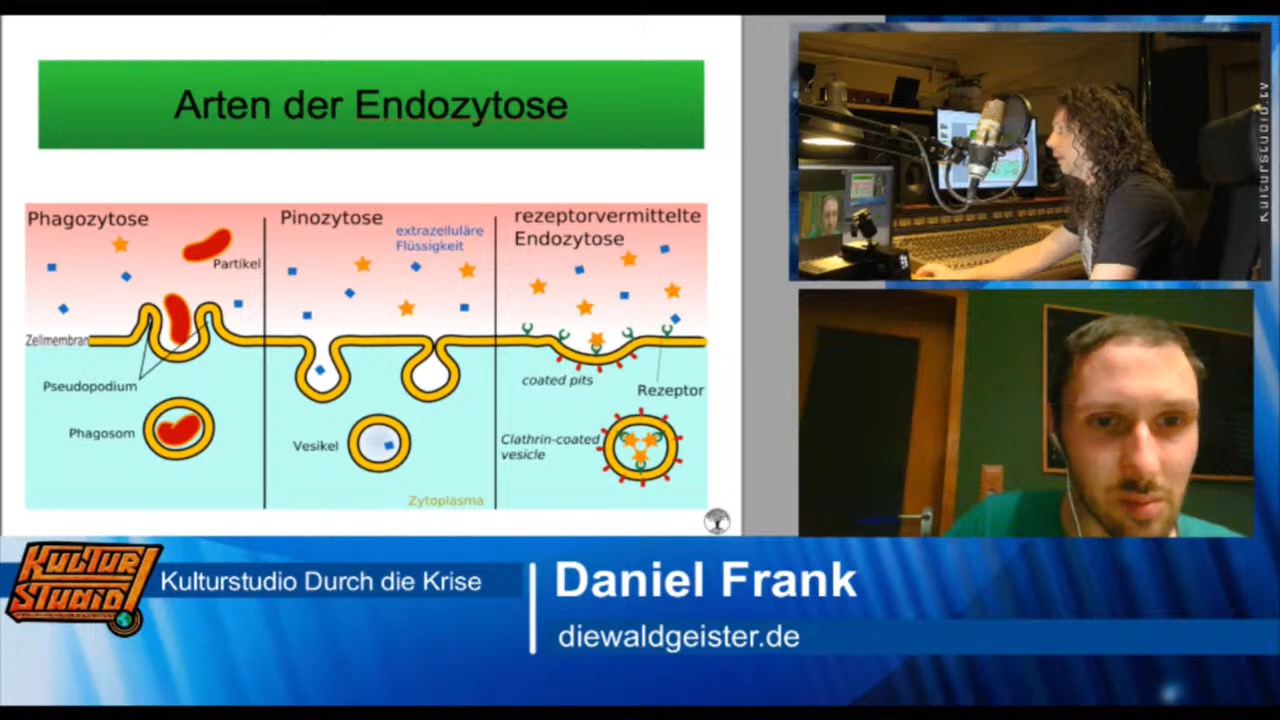 Arten der Endozytose
Phagozytose
Partikel
Zellmembran
Pseudopodium
Phagosom
Pinozytose
extrazelluläre
Flüssigkeit
Vesikel
Zytoplasma
rezeptorvermittelte
Endozytose
coated pits
Rezeptor
Clathrin-coated
vesicle
Kulturstudio.tv
KULTUR
STUDIO!
Kulturstudio Durch die Krise
Daniel Frank
diewaldgeister.de